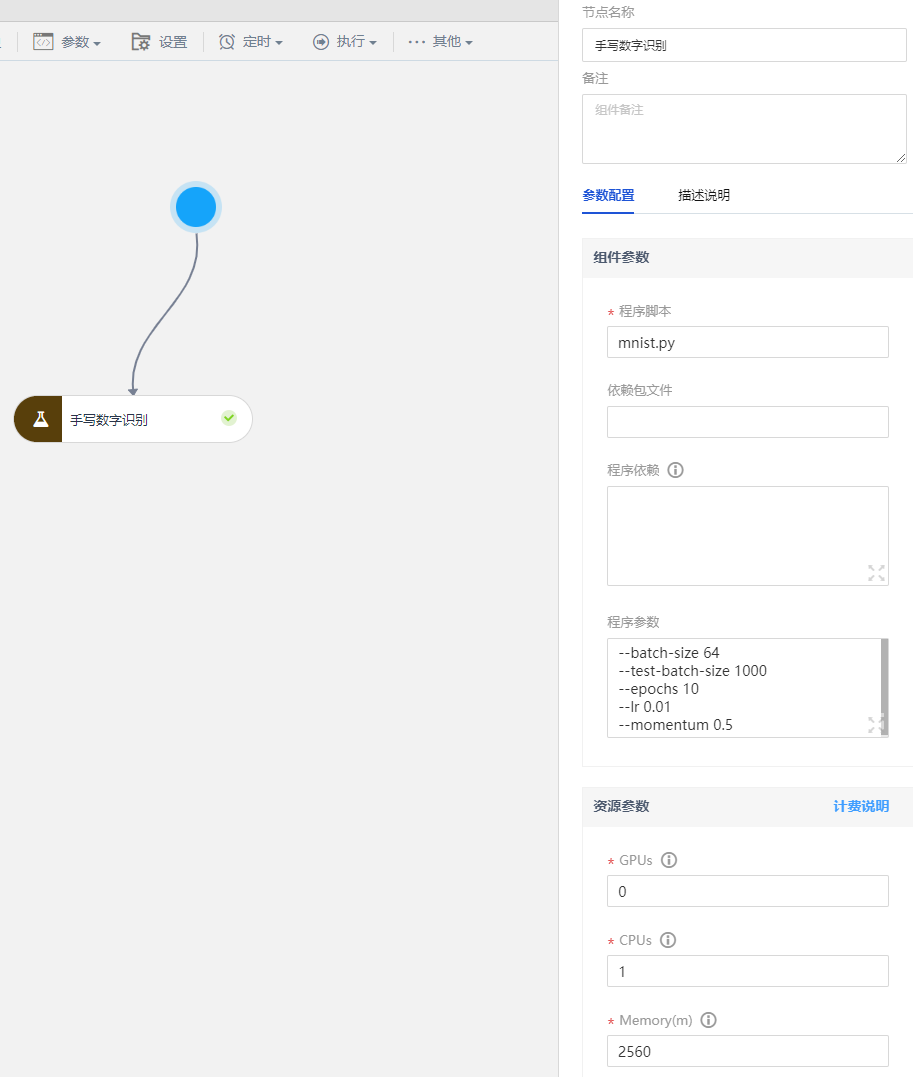 参数
设置
定时
执行
其他
手写数字识别
节点名称
手写数字识别
备注
组件备注
参数配置
描述说明
组件参数
* 程序脚本
mnist.py
依赖包文件
程序依赖
程序参数
--batch-size 64
--test-batch-size 1000
--epochs 10
--lr 0.01
--momentum 0.5
资源参数
计费说明
* GPUs
0
* CPUs
1
* Memory(m)
2560